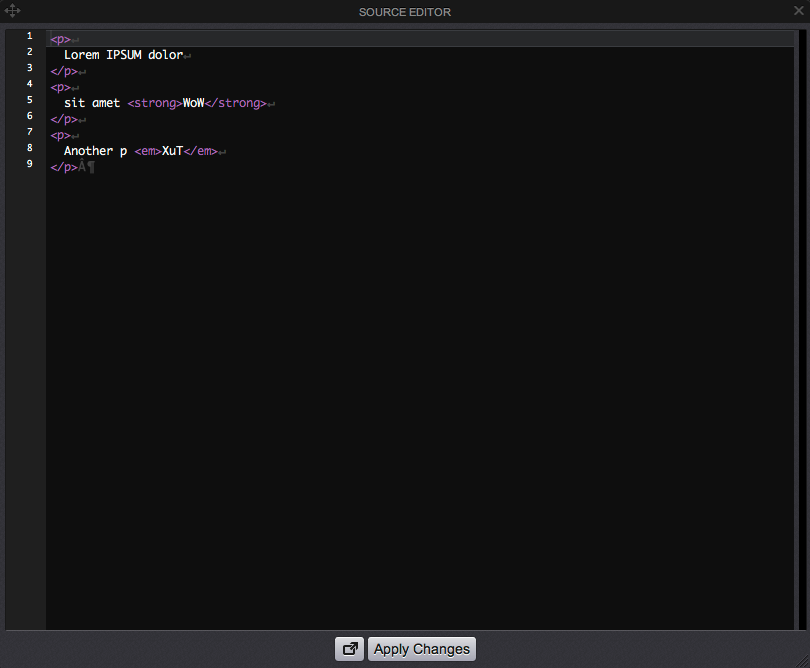 SOURCE EDITOR
1 <p>↵
2   Lorem IPSUM dolor↵
3 </p>↵
4 <p>↵
5   sit amet <strong>WoW</strong>↵
6 </p>↵
7 <p>↵
8   Another p <em>XuT</em>↵
9 </p>Â¶
Apply Changes